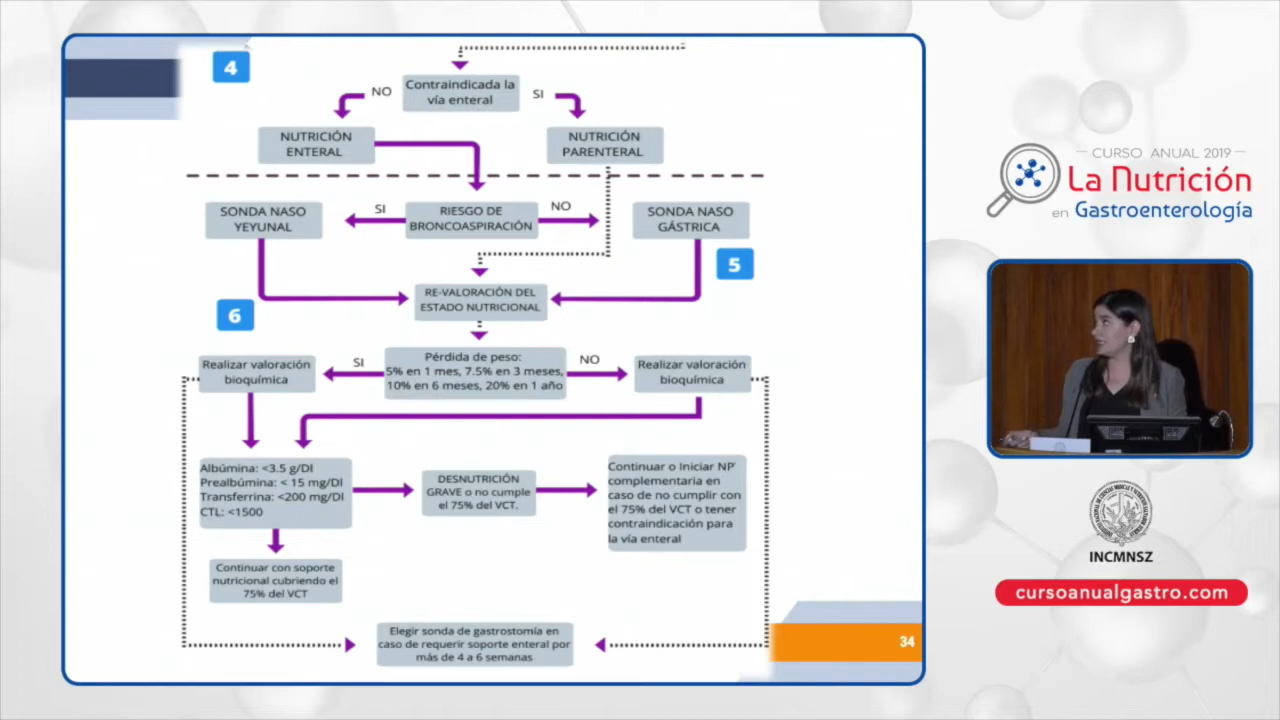 4
Contraindicada la
vía enteral
NO
SI
NUTRICIÓN
ENTERAL
NUTRICIÓN
PARENTERAL
SONDA NASO
YEYUNAL
SI
RIESGO DE
BRONCOASPIRACIÓN
NO
SONDA NASO
GÁSTRICA
5
RE-VALORACIÓN DEL
ESTADO NUTRICIONAL
6
Realizar valoración
bioquímica
SI
Pérdida de peso:
5% en 1 mes, 7.5% en 3 meses,
10% en 6 meses, 20% en 1 año
NO
Realizar valoración
bioquímica
Albúmina: <3.5 g/Dl
Prealbúmina: < 15 mg/Dl
Transferrina: <200 mg/Dl
CTL: <1500
DESNUTRICIÓN
GRAVE o no cumple
el 75% del VCT.
Continuar o Iniciar NP
complementaria en
caso de no cumplir con
el 75% del VCT o tener
contraindicación para
la vía enteral
Continuar con soporte
nutricional cubriendo el
75% del VCT
Elegir sonda de gastrostomía en
caso de requerir soporte enteral por
más de 4 a 6 semanas
34
CURSO ANUAL 2019
La Nutrición
en Gastroenterología
INCMNSZ
cursoanualgastro.com